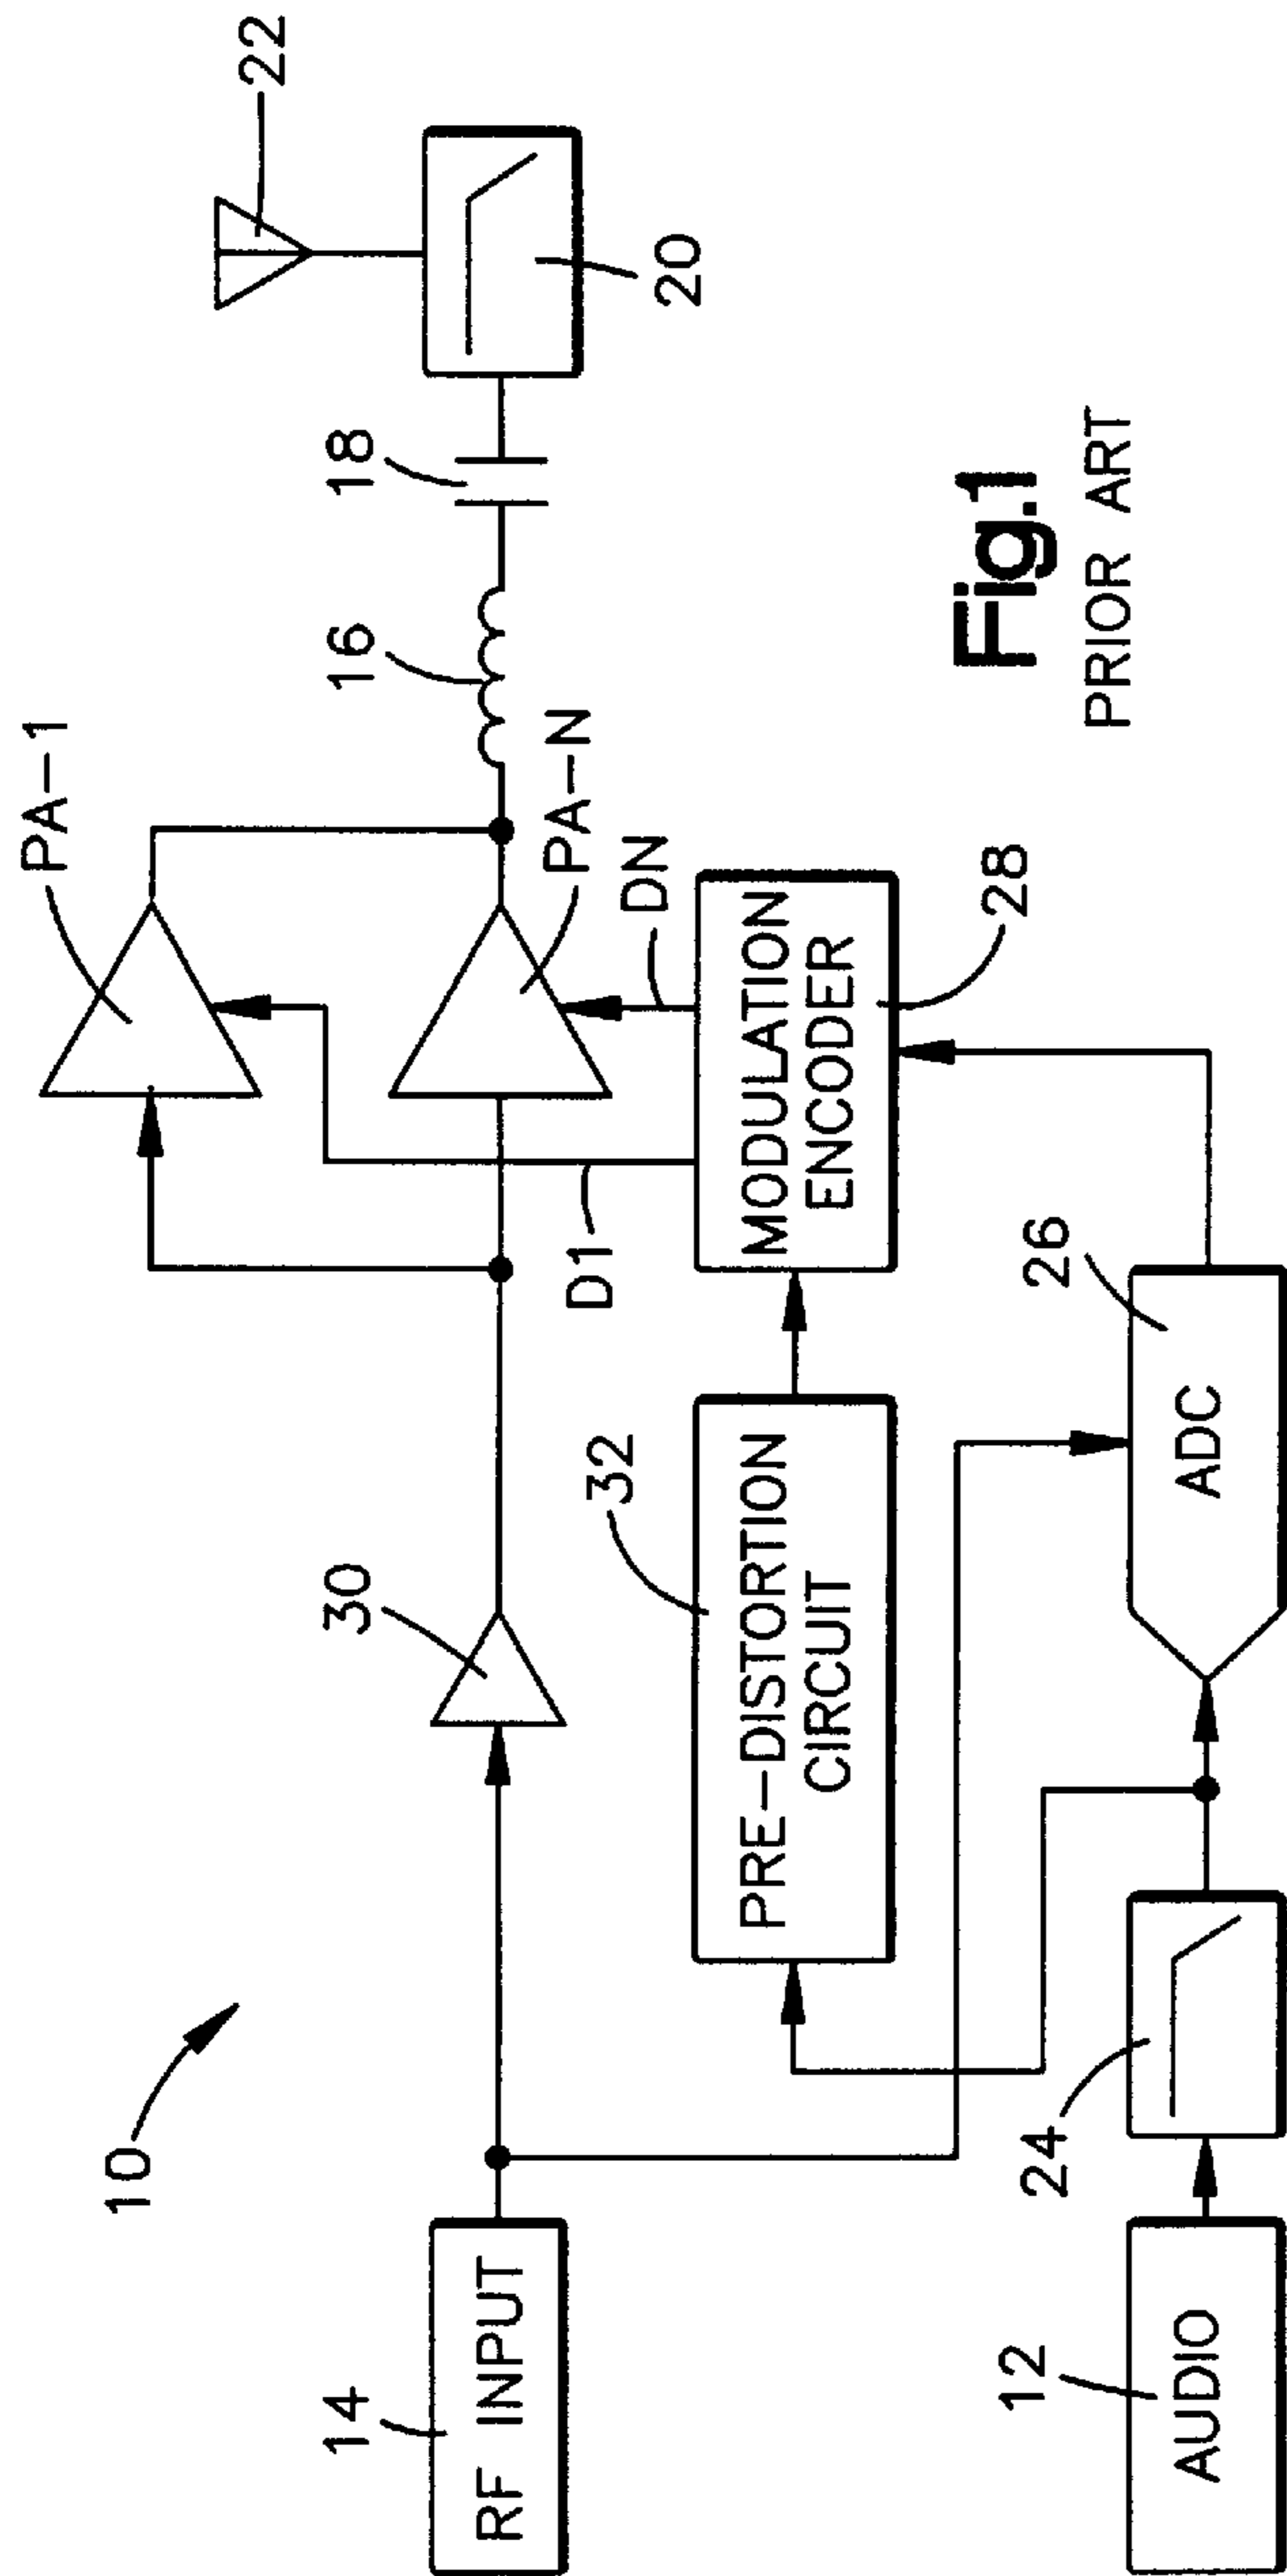 10
14
RF INPUT
30
PA-1
PA-N
16
18
22
20
D1
DN
32
PRE-DISTORTION
CIRCUIT
MODULATION
ENCODER
28
12
AUDIO
24
26
ADC
Fig.1
PRIOR ART